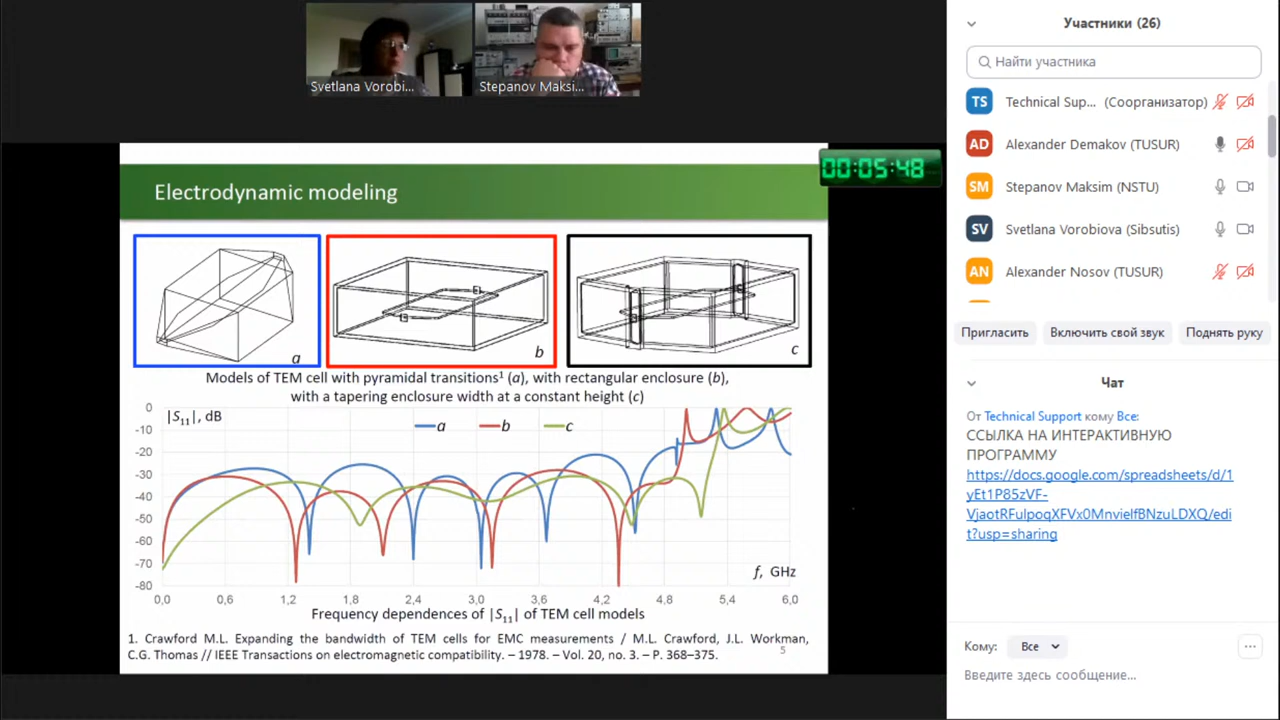 Svetlana Vorobi...
Stepanov Maksi...
00:05:48
Electrodynamic modeling
a
b
c
Models of TEM cell with pyramidal transitions¹ (a), with rectangular enclosure (b),
with a tapering enclosure width at a constant height (c)
|S₁₁|, dB
a
b
c
0
-10
-20
-30
-40
-50
-60
-70
-80
f, GHz
0,0 0,6 1,2 1,8 2,4 3,0 3,6 4,2 4,8 5,4 6,0
Frequency dependences of |S₁₁| of TEM cell models
1. Crawford M.L. Expanding the bandwidth of TEM cells for EMC measurements / M.L. Crawford, J.L. Workman,
C.G. Thomas // IEEE Transactions on electromagnetic compatibility. – 1978. – Vol. 20, no. 3. – P. 368–375.
5
Участники (26)
Найти участника
TS Technical Sup... (Соорганизатор)
AD Alexander Demakov (TUSUR)
SM Stepanov Maksim (NSTU)
SV Svetlana Vorobiova (Sibsutis)
AN Alexander Nosov (TUSUR)
Пригласить Включить свой звук Поднять руку
Чат
От Technical Support кому Все:
ССЫЛКА НА ИНТЕРАКТИВНУЮ
ПРОГРАММУ
https://docs.google.com/spreadsheets/d/1
yEt1P85zVF-
VjaotRFulpoqXFVx0MnvielfBNzuLDXQ/edi
t?usp=sharing
Кому: Все
Введите здесь сообщение...